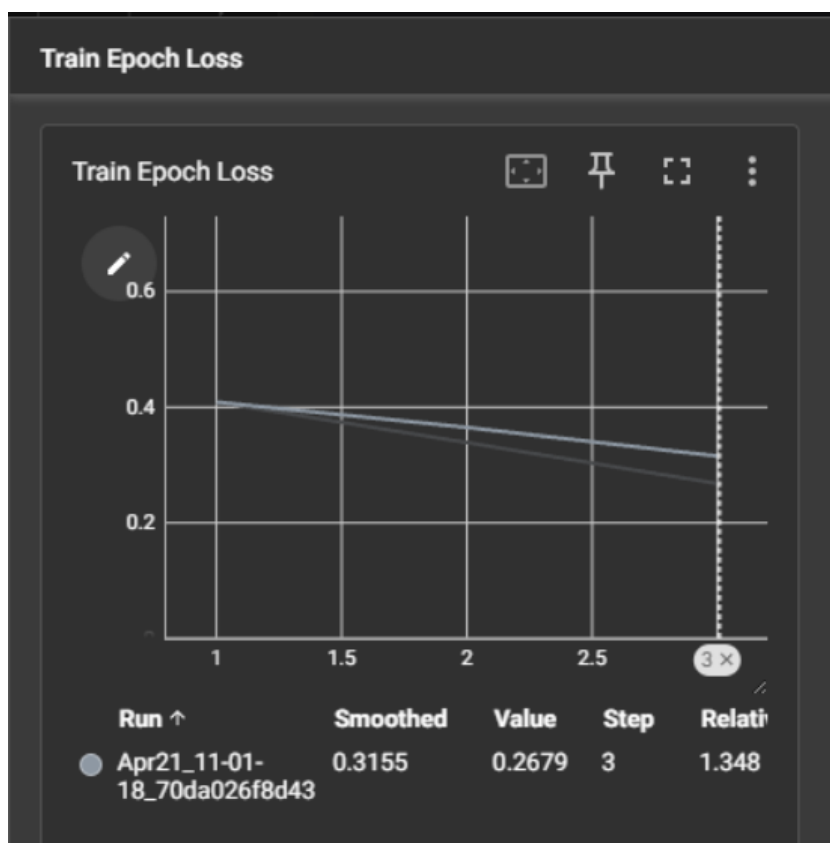 Train Epoch Loss
Train Epoch Loss
0.6
0.4
0.2
1 1.5 2 2.5 3 ×
Run ↑ Smoothed Value Step
Apr21_11-01- 0.3155 0.2679 3 1.348
18_70da026f8d43